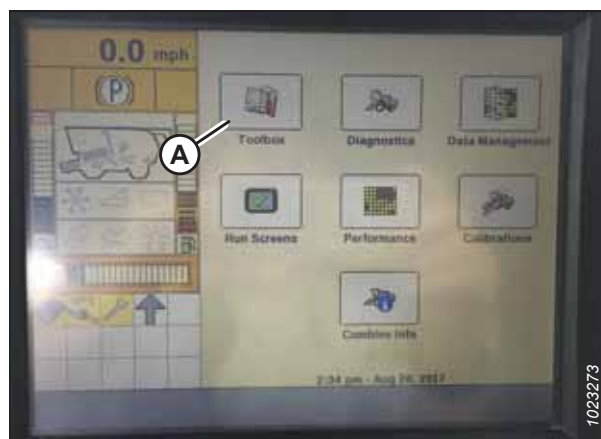 0.0 mph
(P)
A
Toolbox
Diagnostics
Data Management
Run Screens
Performance
Calibrations
Combine Info
2:34 pm - Aug 24, 2017
1023273